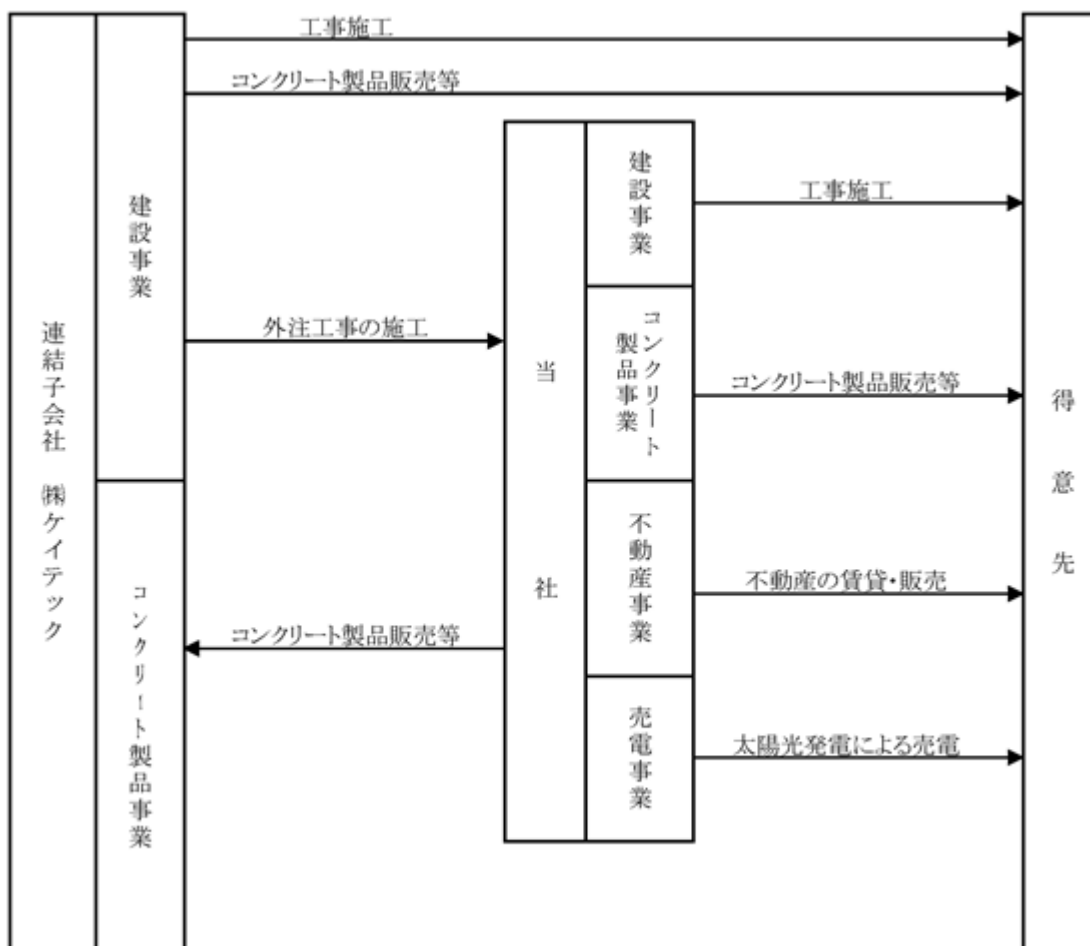 連結子会社 ㈱ケイテック
建設事業
コンクリート製品事業
工事施工
コンクリート製品販売等
外注工事の施工
コンクリート製品販売等
当社
建設事業
コンクリート
製品事業
不動産事業
売電事業
工事施工
コンクリート製品販売等
不動産の賃貸・販売
太陽光発電による売電
得意先